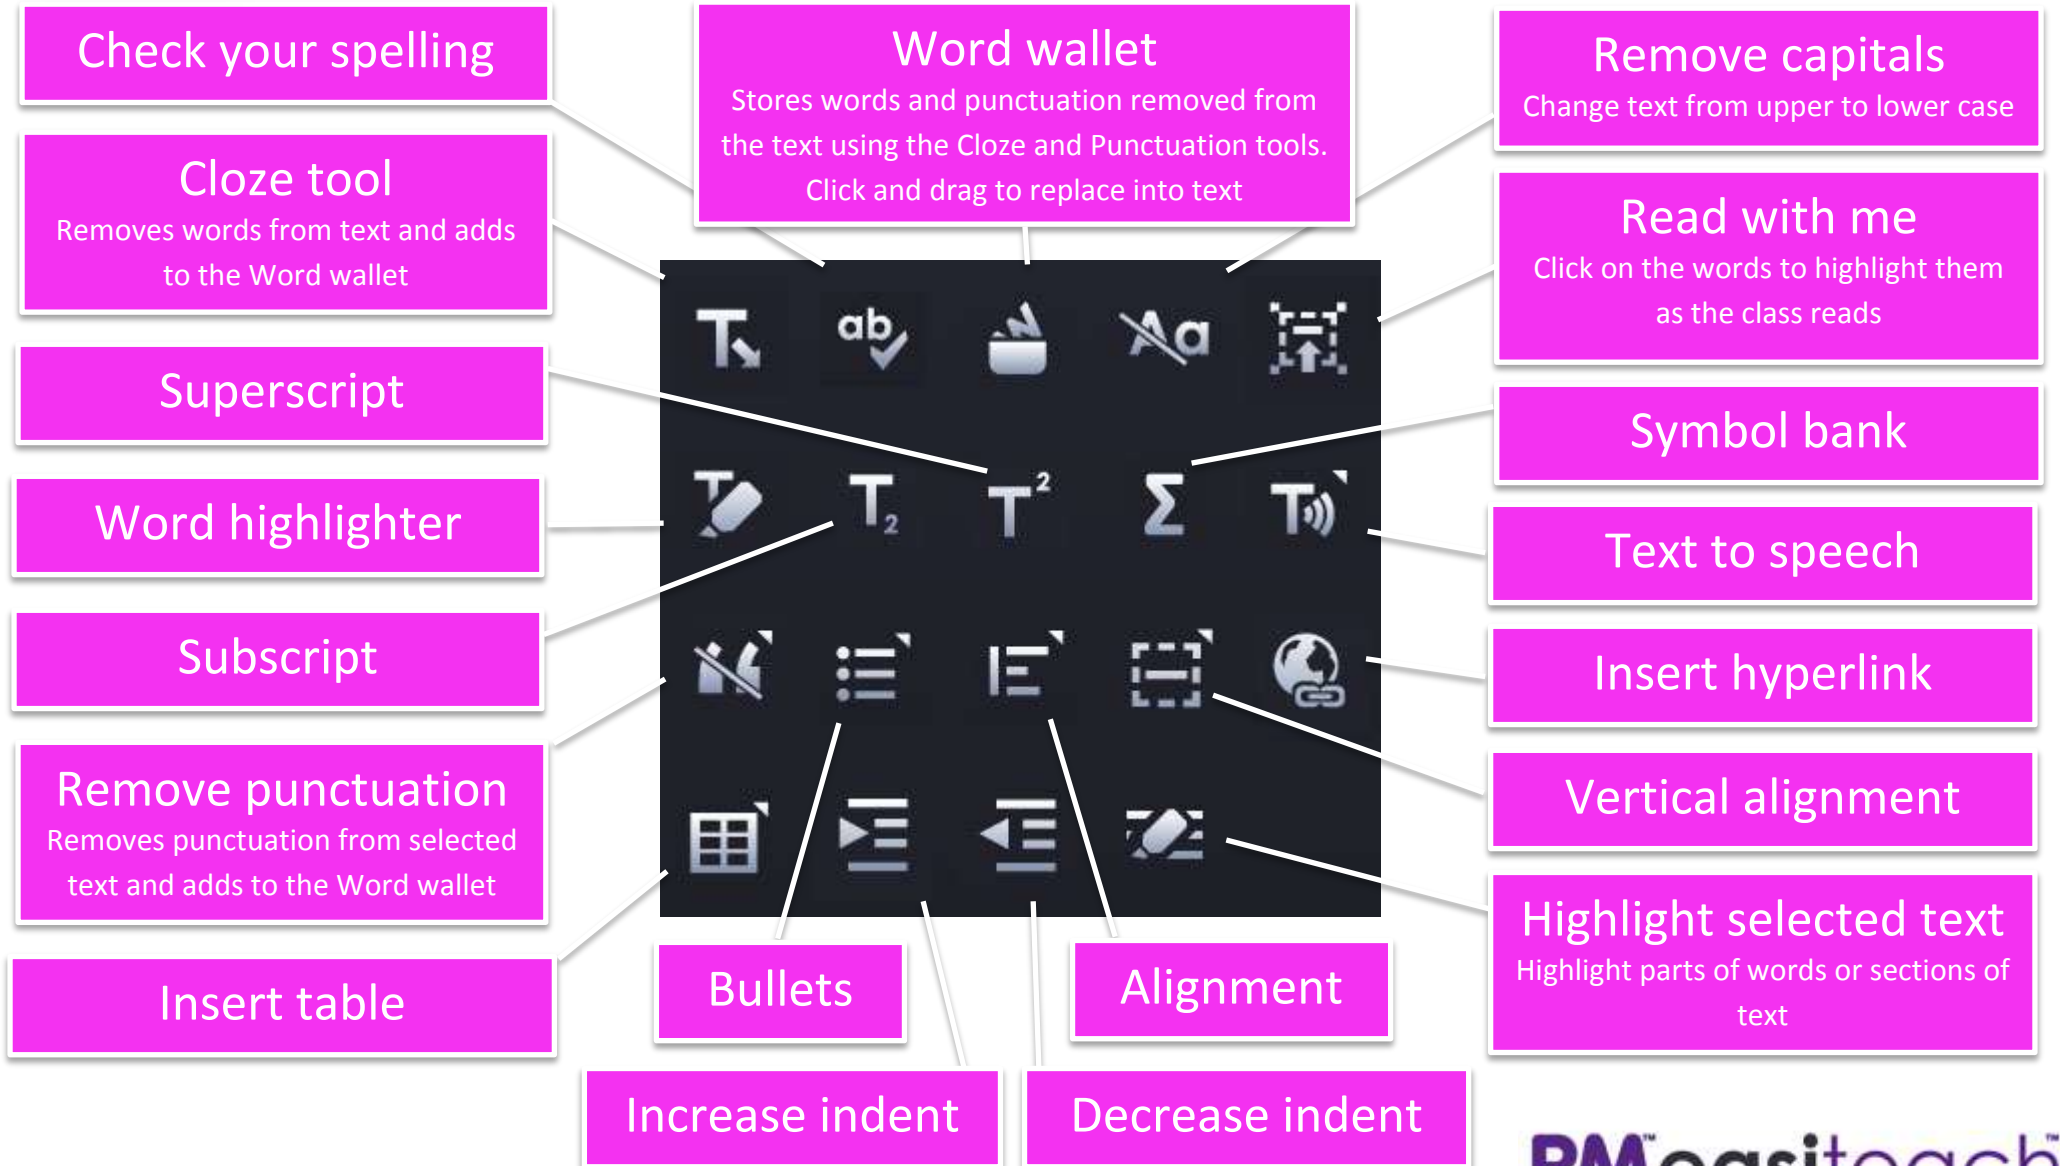 Check your spelling
Cloze tool
Removes words from text and adds
to the Word wallet
Superscript
Word highlighter
Subscript
Remove punctuation
Removes punctuation from selected
text and adds to the Word wallet
Insert table
Word wallet
Stores words and punctuation removed from
the text using the Cloze and Punctuation tools.
Click and drag to replace into text
T ab Aa
T T2 T² Σ T
Bullets
Alignment
Increase indent
Decrease indent
Remove capitals
Change text from upper to lower case
Read with me
Click on the words to highlight them
as the class reads
Symbol bank
Text to speech
Insert hyperlink
Vertical alignment
Highlight selected text
Highlight parts of words or sections of
text
RM™easiteach™